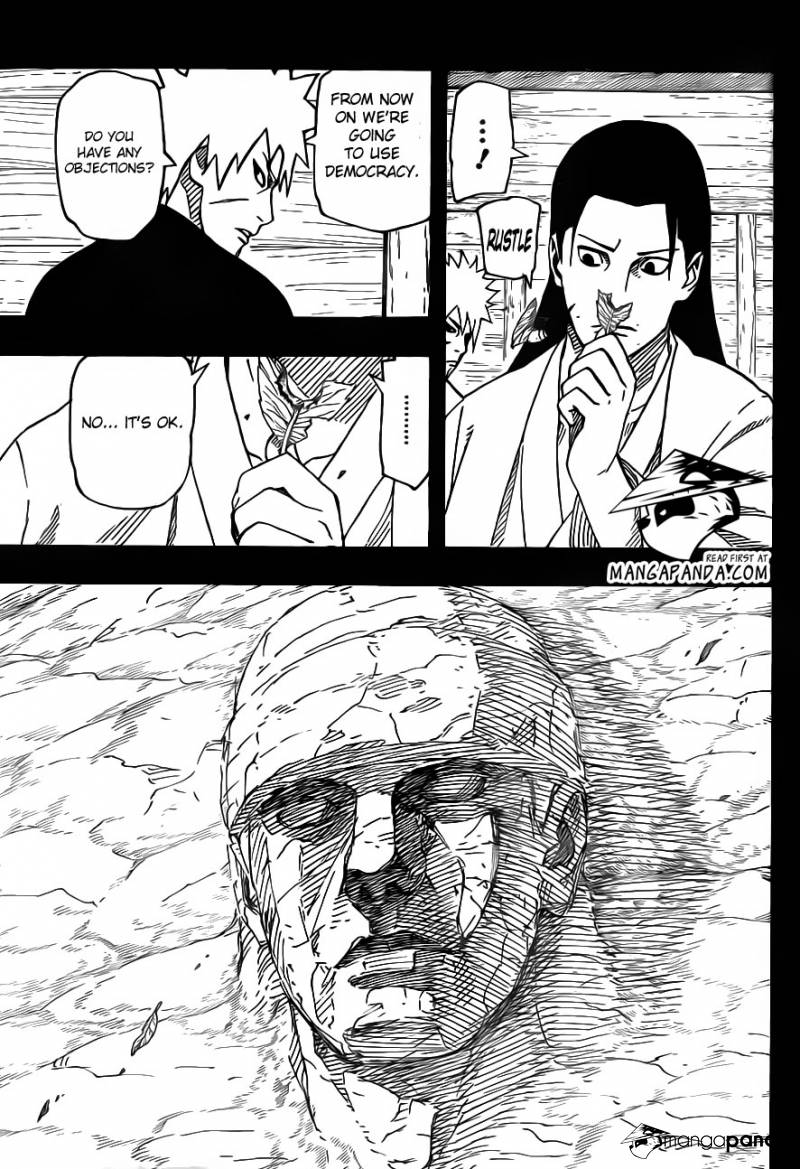 ...!
RUSTLE
FROM NOW
ON WE'RE
GOING
TO USE
DEMOCRACY.
DO YOU
HAVE ANY
OBJECTIONS?
.........
NO... IT'S OK.
READ FIRST AT
MANGAPANDA.COM
mangapand